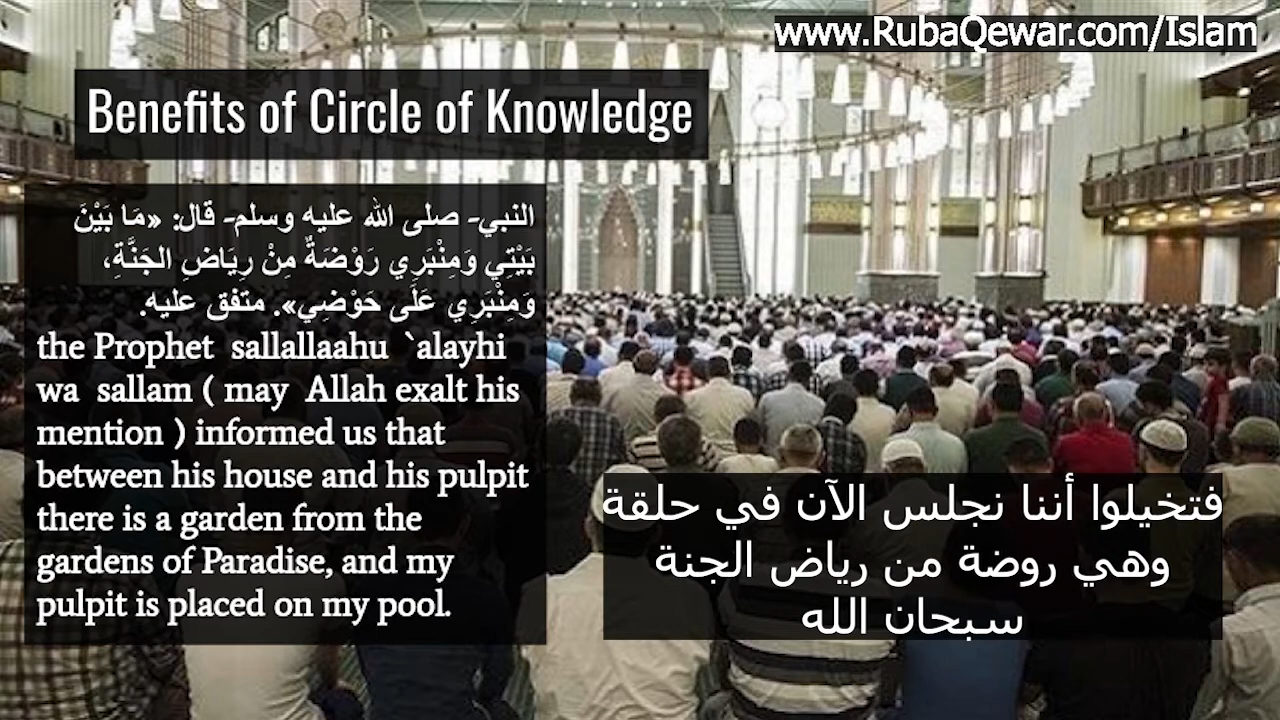 www.RubaQewar.com/Islam
Benefits of Circle of Knowledge
النبي- صلى الله عليه وسلم- قال: «مَا بَيْنَ
بَيْتِي وَمِنْبَرِي رَوْضَةٌ مِنْ رِيَاضِ الجَنَّةِ،
وَمِنْبَرِي عَلَى حَوْضِي». متفق عليه.
the Prophet  sallallaahu  `alayhi
wa  sallam ( may  Allah exalt his
mention ) informed us that
between his house and his pulpit
there is a garden from the
gardens of Paradise, and my
pulpit is placed on my pool.
فتخيلوا أننا نجلس الآن في حلقة
وهي روضة من رياض الجنة
سبحان الله